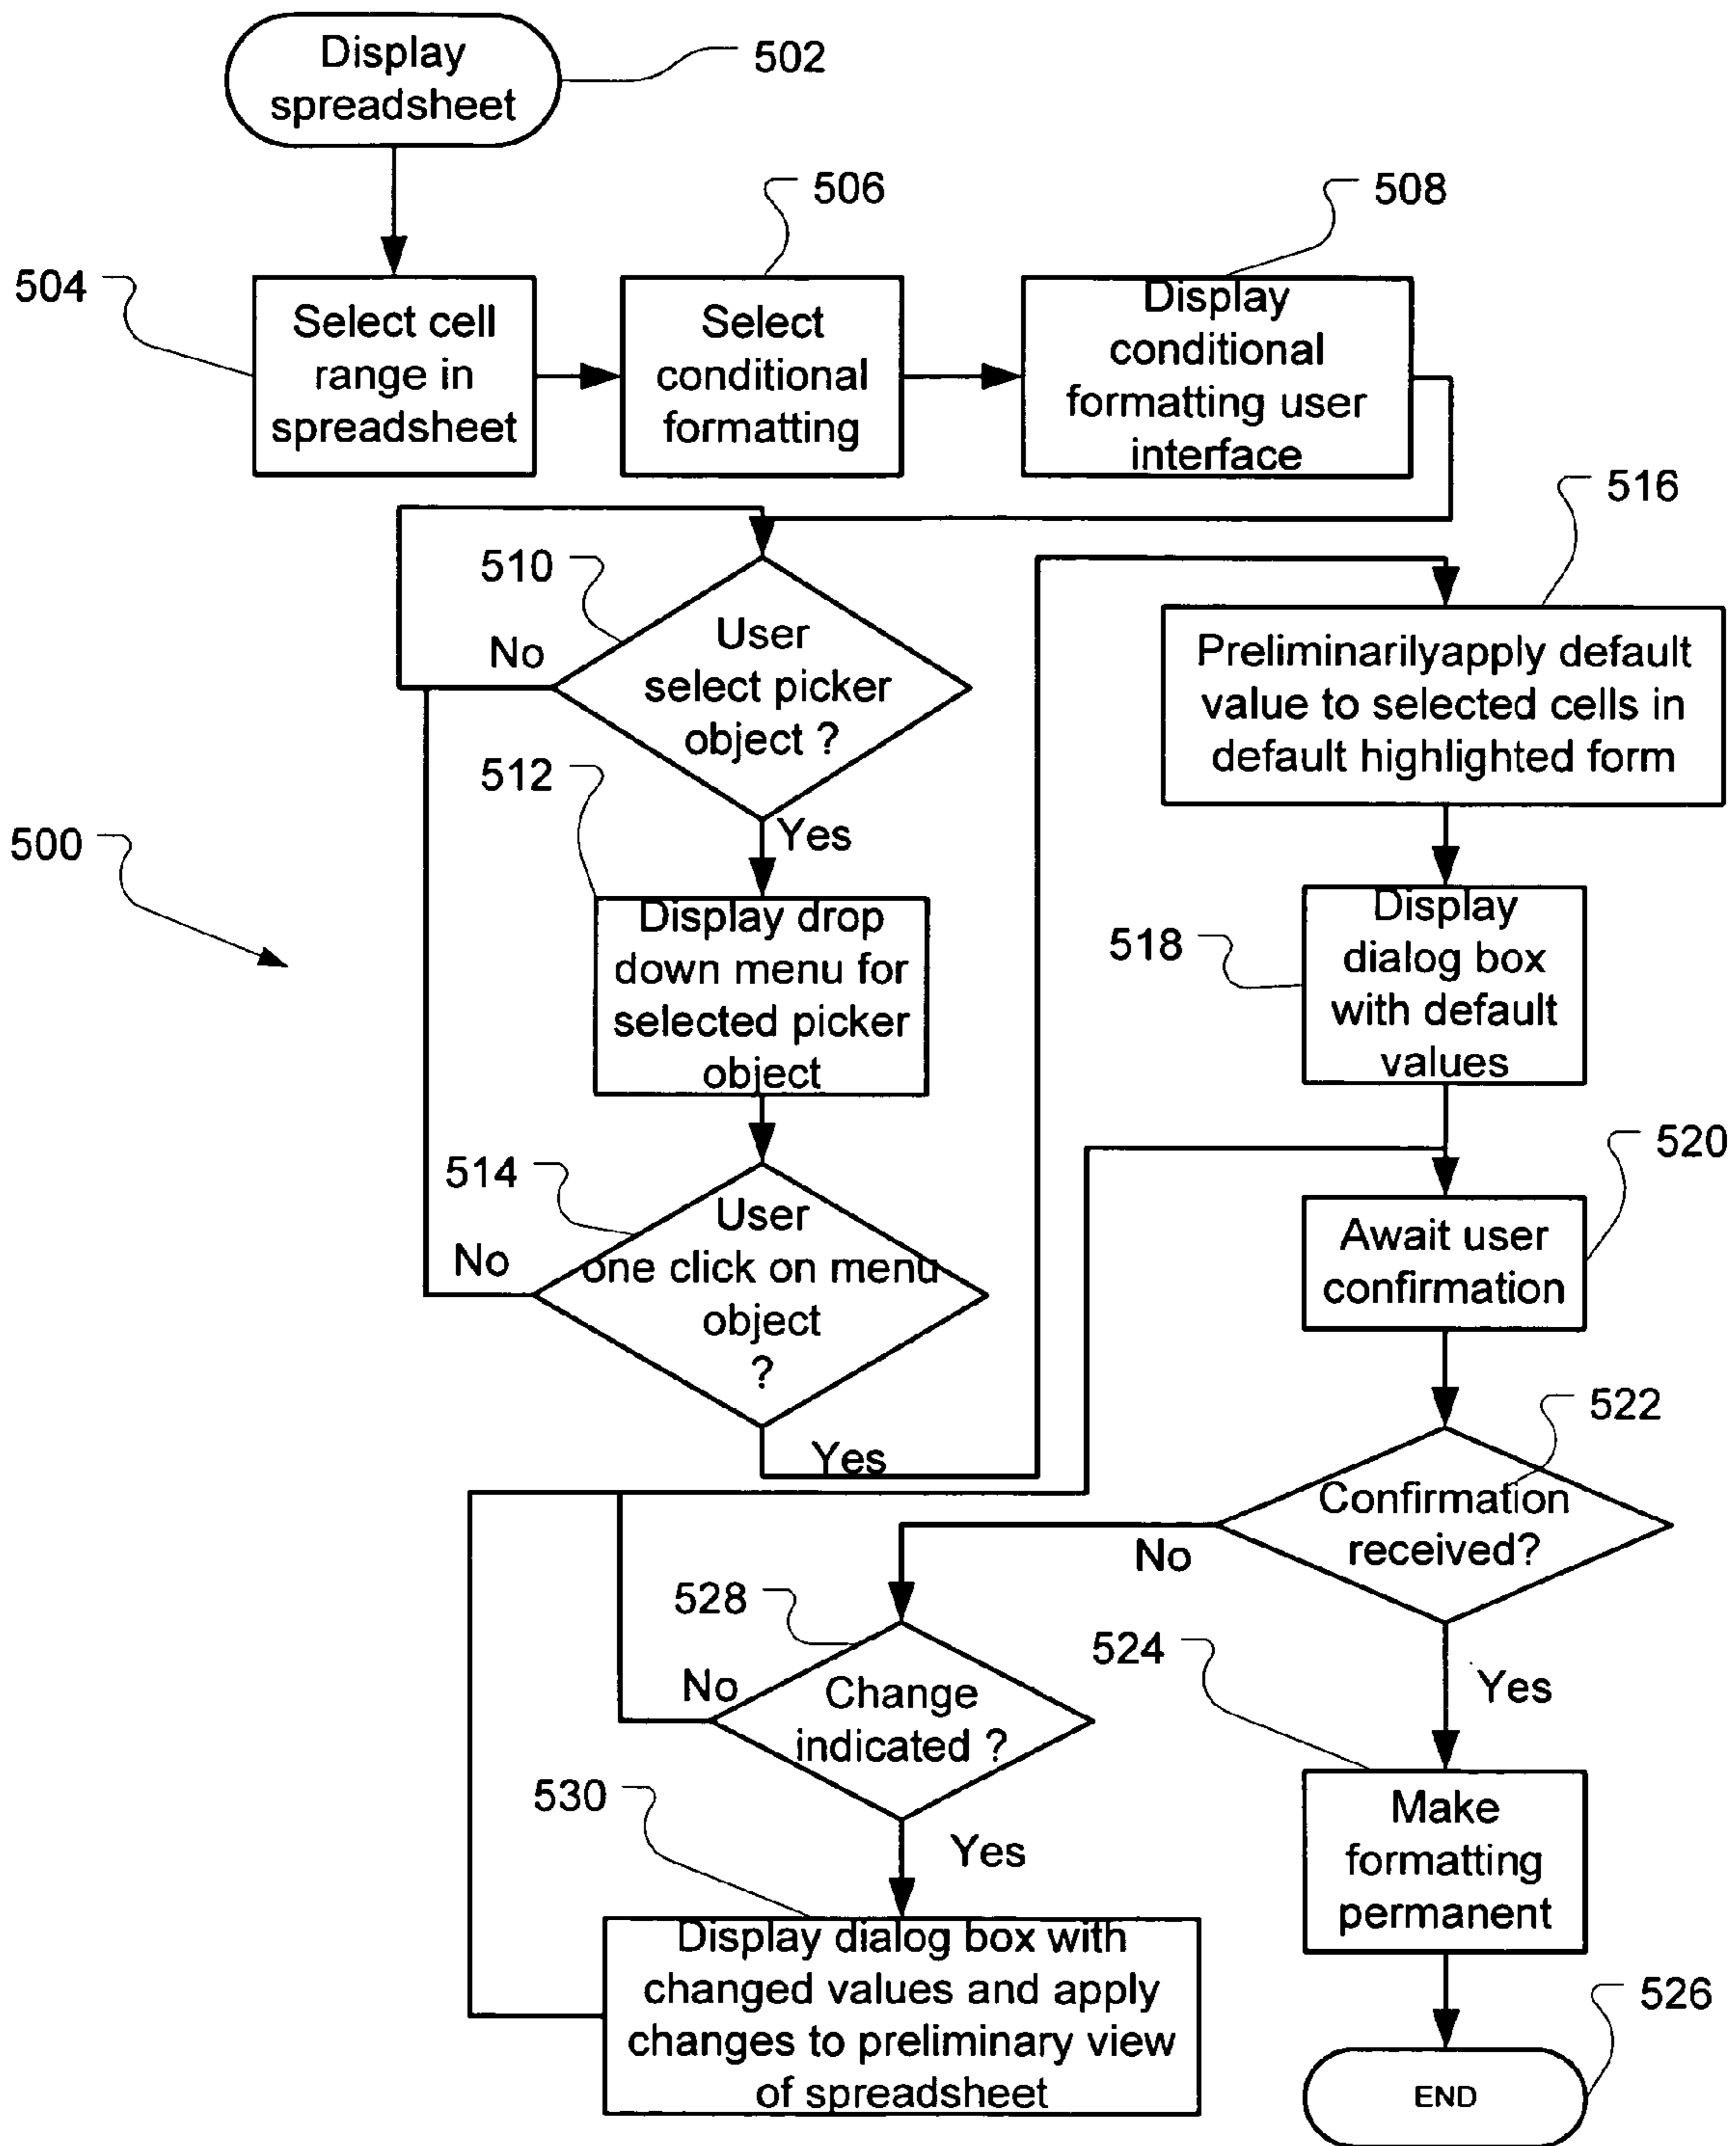 Display
spreadsheet
502
506
508
504
Select cell
range in
spreadsheet
Select
conditional
formatting
Display
conditional
formatting user
interface
516
510
No
User
select picker
object ?
Preliminarilyapply default
value to selected cells in
default highlighted form
512
Yes
500
Display drop
down menu for
selected picker
object
518
Display
dialog box
with default
values
520
514
No
User
one click on menu
object
?
Yes
Await user
confirmation
522
Confirmation
received?
No
528
No
Change
indicated ?
524
Yes
530
Yes
Make
formatting
permanent
Display dialog box with
changed values and apply
changes to preliminary view
of spreadsheet
526
END